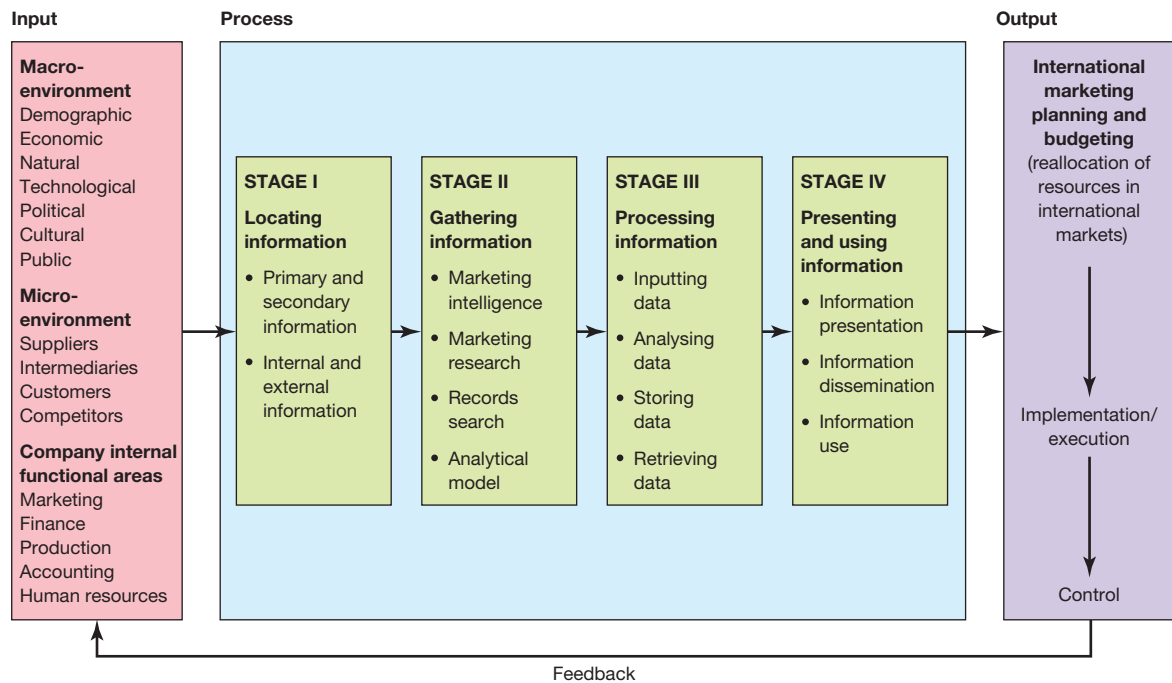 Input
Macro-
environment
Demographic
Economic
Natural
Technological
Political
Cultural
Public
Micro-
environment
Suppliers
Intermediaries
Customers
Competitors
Company internal
functional areas
Marketing
Finance
Production
Accounting
Human resources
Process
STAGE I
Locating
information
• Primary and
secondary
information
• Internal and
external
information
STAGE II
Gathering
information
• Marketing
intelligence
• Marketing
research
• Records
search
• Analytical
model
STAGE III
Processing
information
• Inputting
data
• Analysing
data
• Storing
data
• Retrieving
data
STAGE IV
Presenting
and using
information
• Information
presentation
• Information
dissemination
• Information
use
Output
International
marketing
planning and
budgeting
(reallocation of
resources in
international
markets)
Implementation/
execution
Control
Feedback